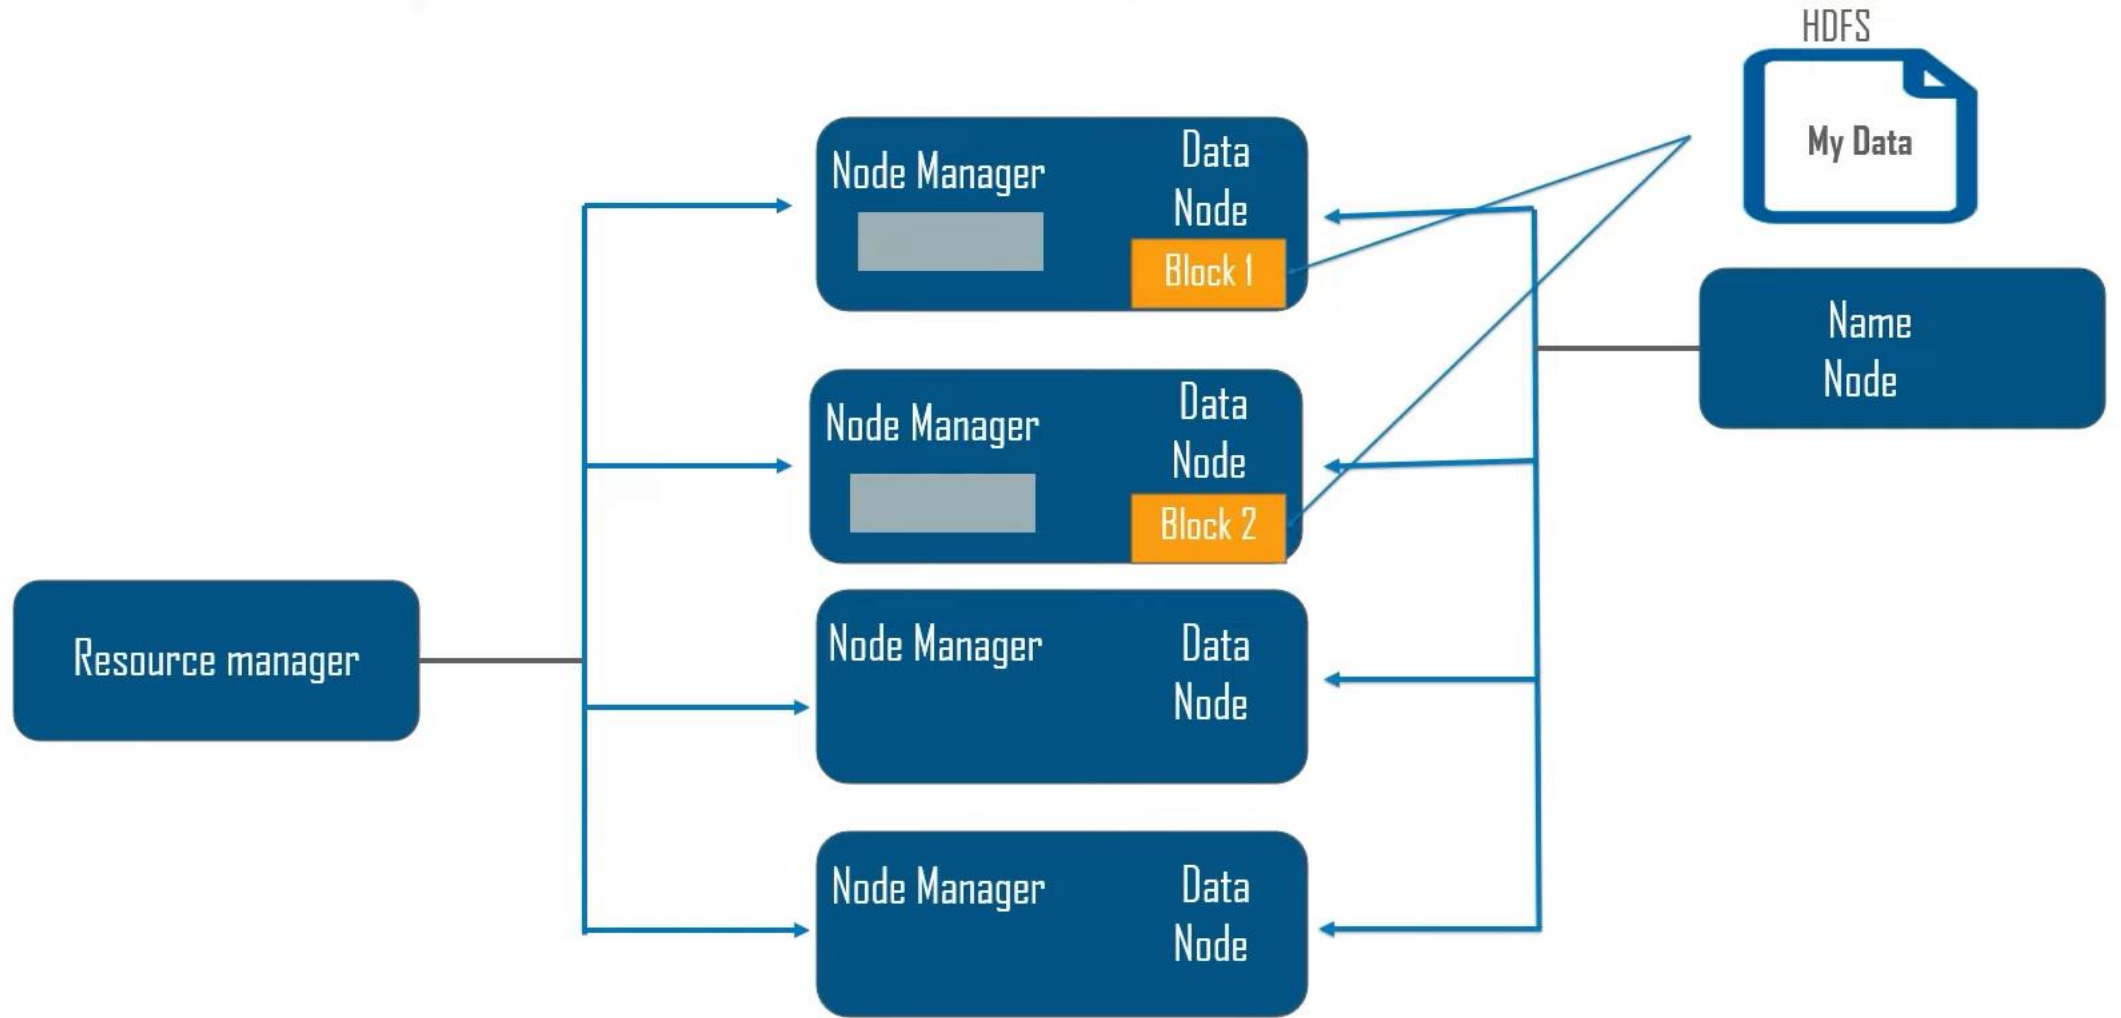 HDFS
My Data
Node Manager
Data
Node
Block 1
Name
Node
Node Manager
Data
Node
Block 2
Resource manager
Node Manager
Data
Node
Node Manager
Data
Node